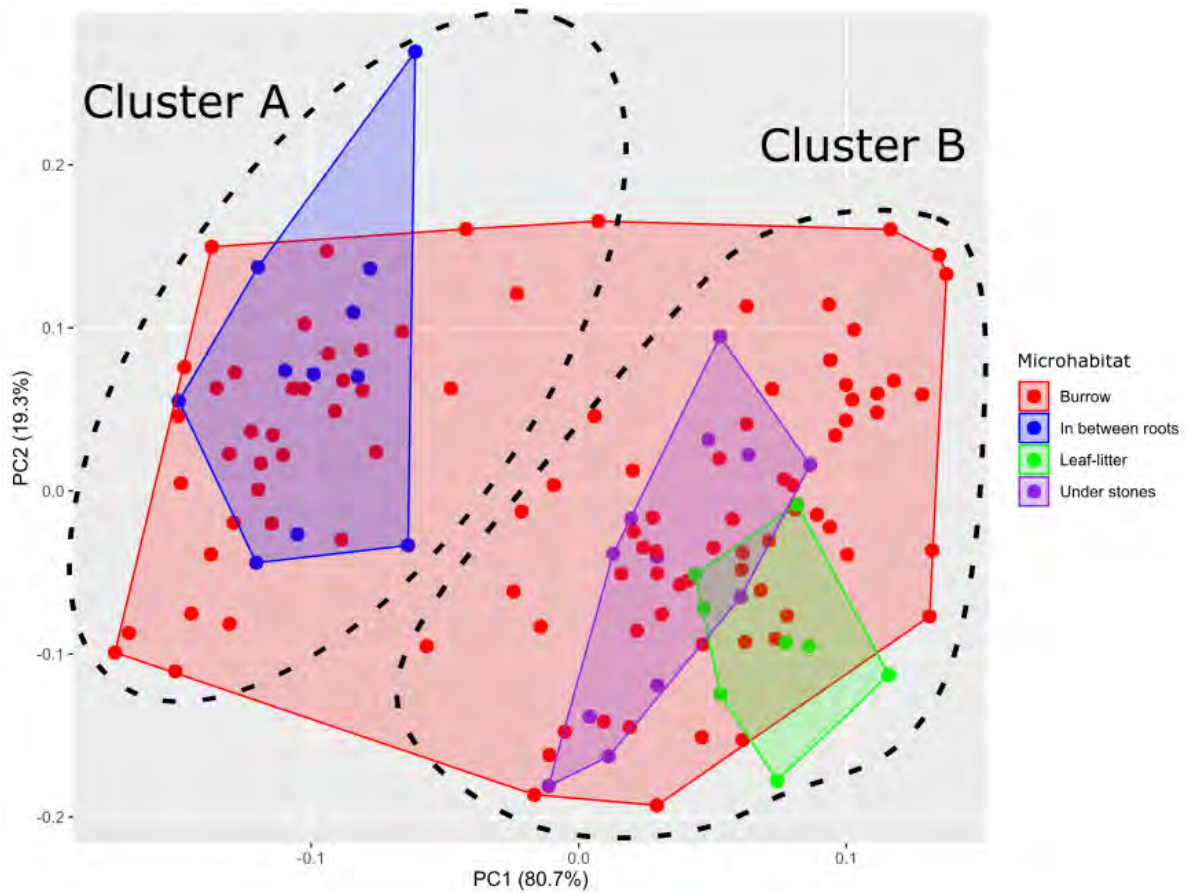 Cluster A
Cluster B
PC2 (19.3%)
0.2
0.1
0.0
-0.1
-0.2
-0.1
0.0
0.1
PC1 (80.7%)
Microhabitat
Burrow
In between roots
Leaf-litter
Under stones